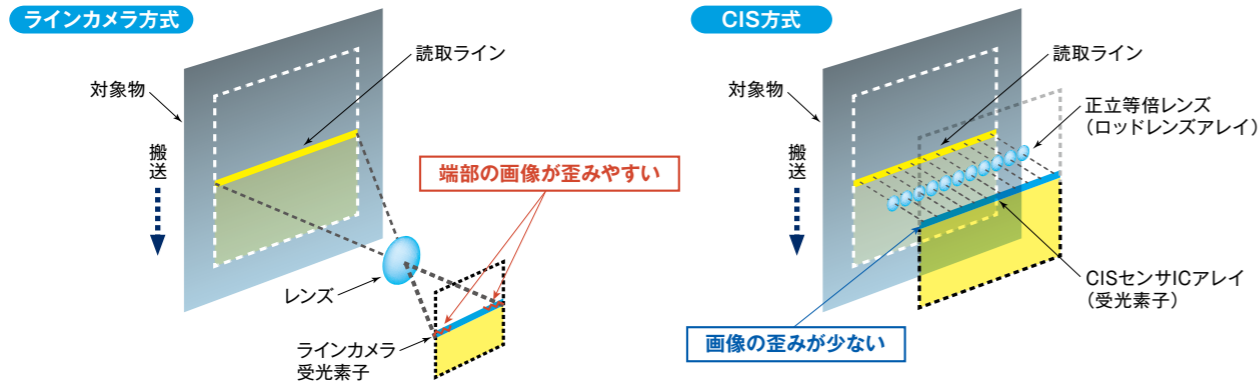 ラインカメラ方式
対象物
読取ライン
搬送
端部の画像が歪みやすい
レンズ
ラインカメラ
受光素子
CIS方式
対象物
読取ライン
正立等倍レンズ
（ロッドレンズアレイ）
搬送
CISセンサICアレイ
（受光素子）
画像の歪みが少ない